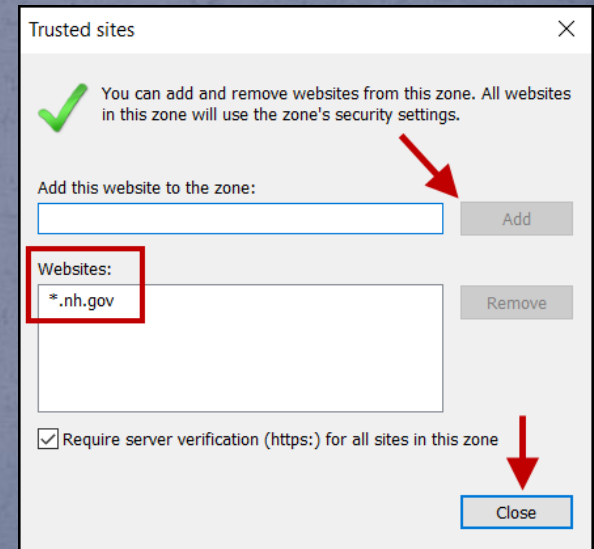 Trusted sites
You can add and remove websites from this zone. All websites
in this zone will use the zone's security settings.
Add this website to the zone:
Add
Websites:
*.nh.gov
Remove
Require server verification (https:) for all sites in this zone
Close